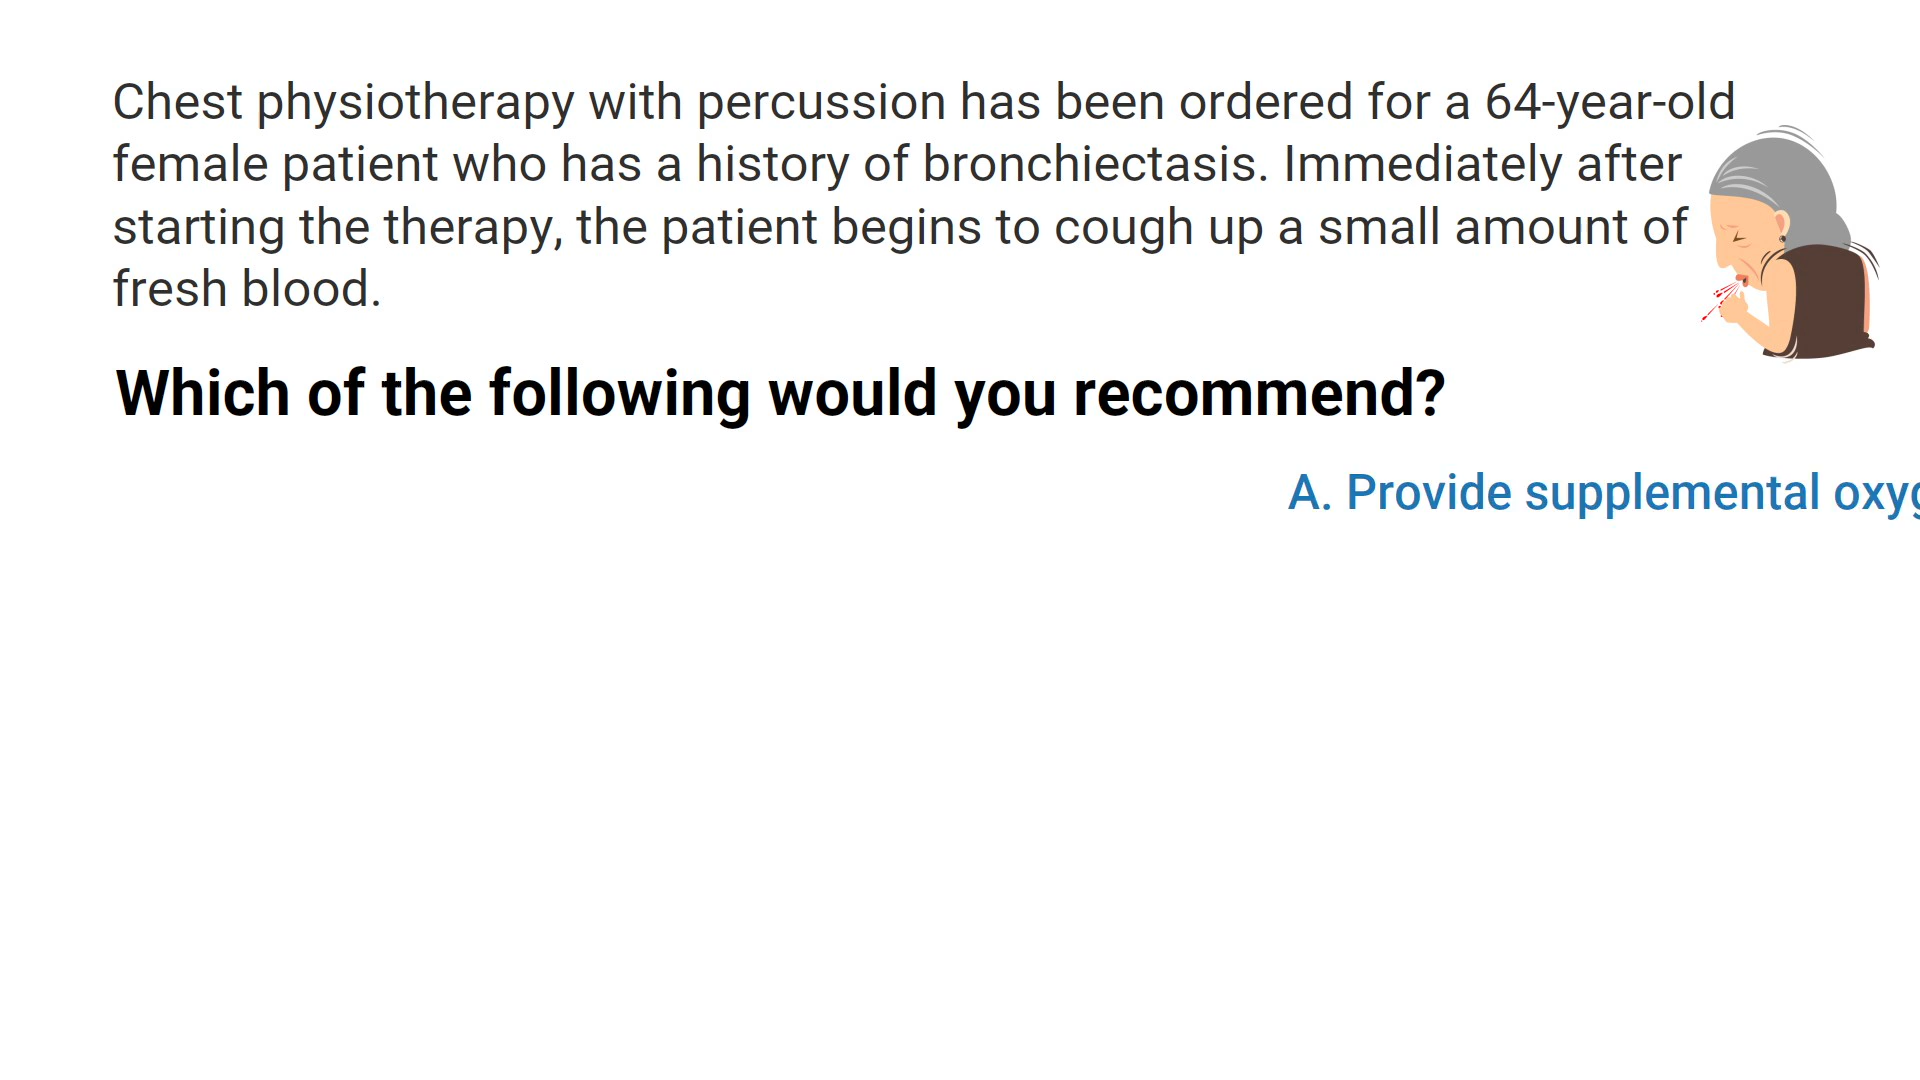 Chest physiotherapy with percussion has been ordered for a 64-year-old
female patient who has a history of bronchiectasis. Immediately after
starting the therapy, the patient begins to cough up a small amount of
fresh blood.
Which of the following would you recommend?
A. Provide supplemental